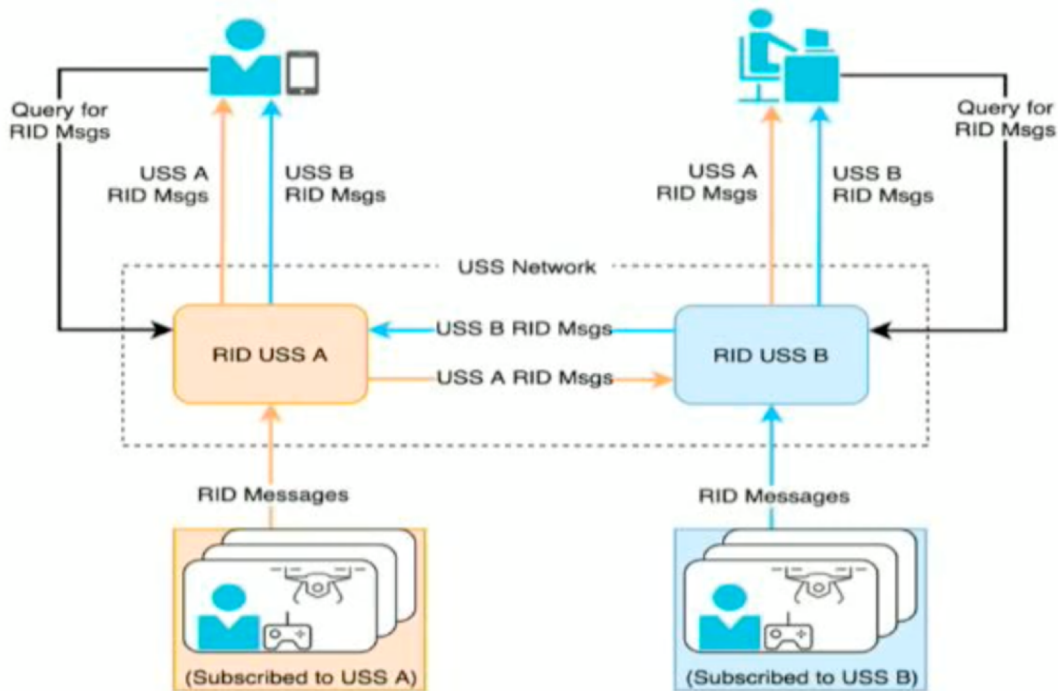 Query for
RID Msgs
USS A
RID Msgs
USS B
RID Msgs
USS A
RID Msgs
USS B
RID Msgs
Query for
RID Msgs
USS Network
RID USS A
USS B RID Msgs
USS A RID Msgs
RID USS B
RID Messages
RID Messages
(Subscribed to USS A)
(Subscribed to USS B)